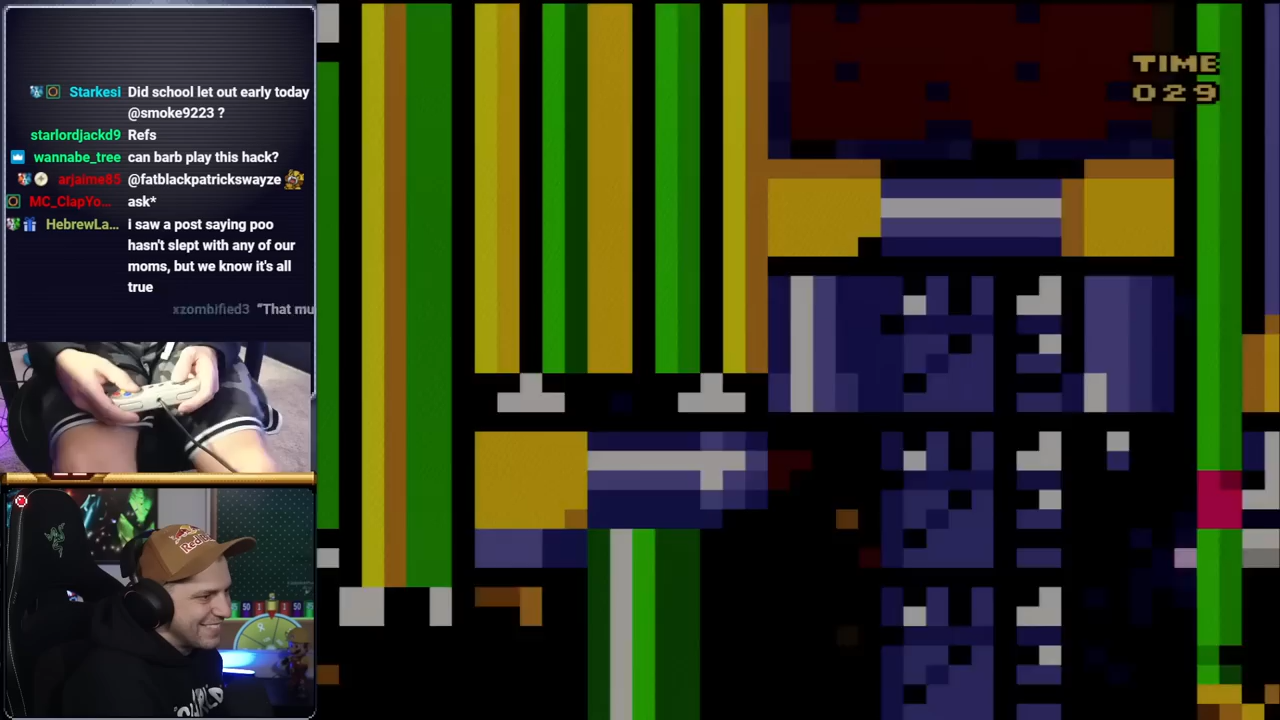 Starkesi Did school let out early today
@smoke9223 ?
starlordjackd9 Refs
wannabe_tree can barb play this hack?
arjaime85 @fatblackpatrickswayze
MC_ClapYo... ask*
HebrewLa... i saw a post saying poo
hasn't slept with any of our
moms, but we know it's all
true
xzombified3 “That mu
TIME
029
Red Bull